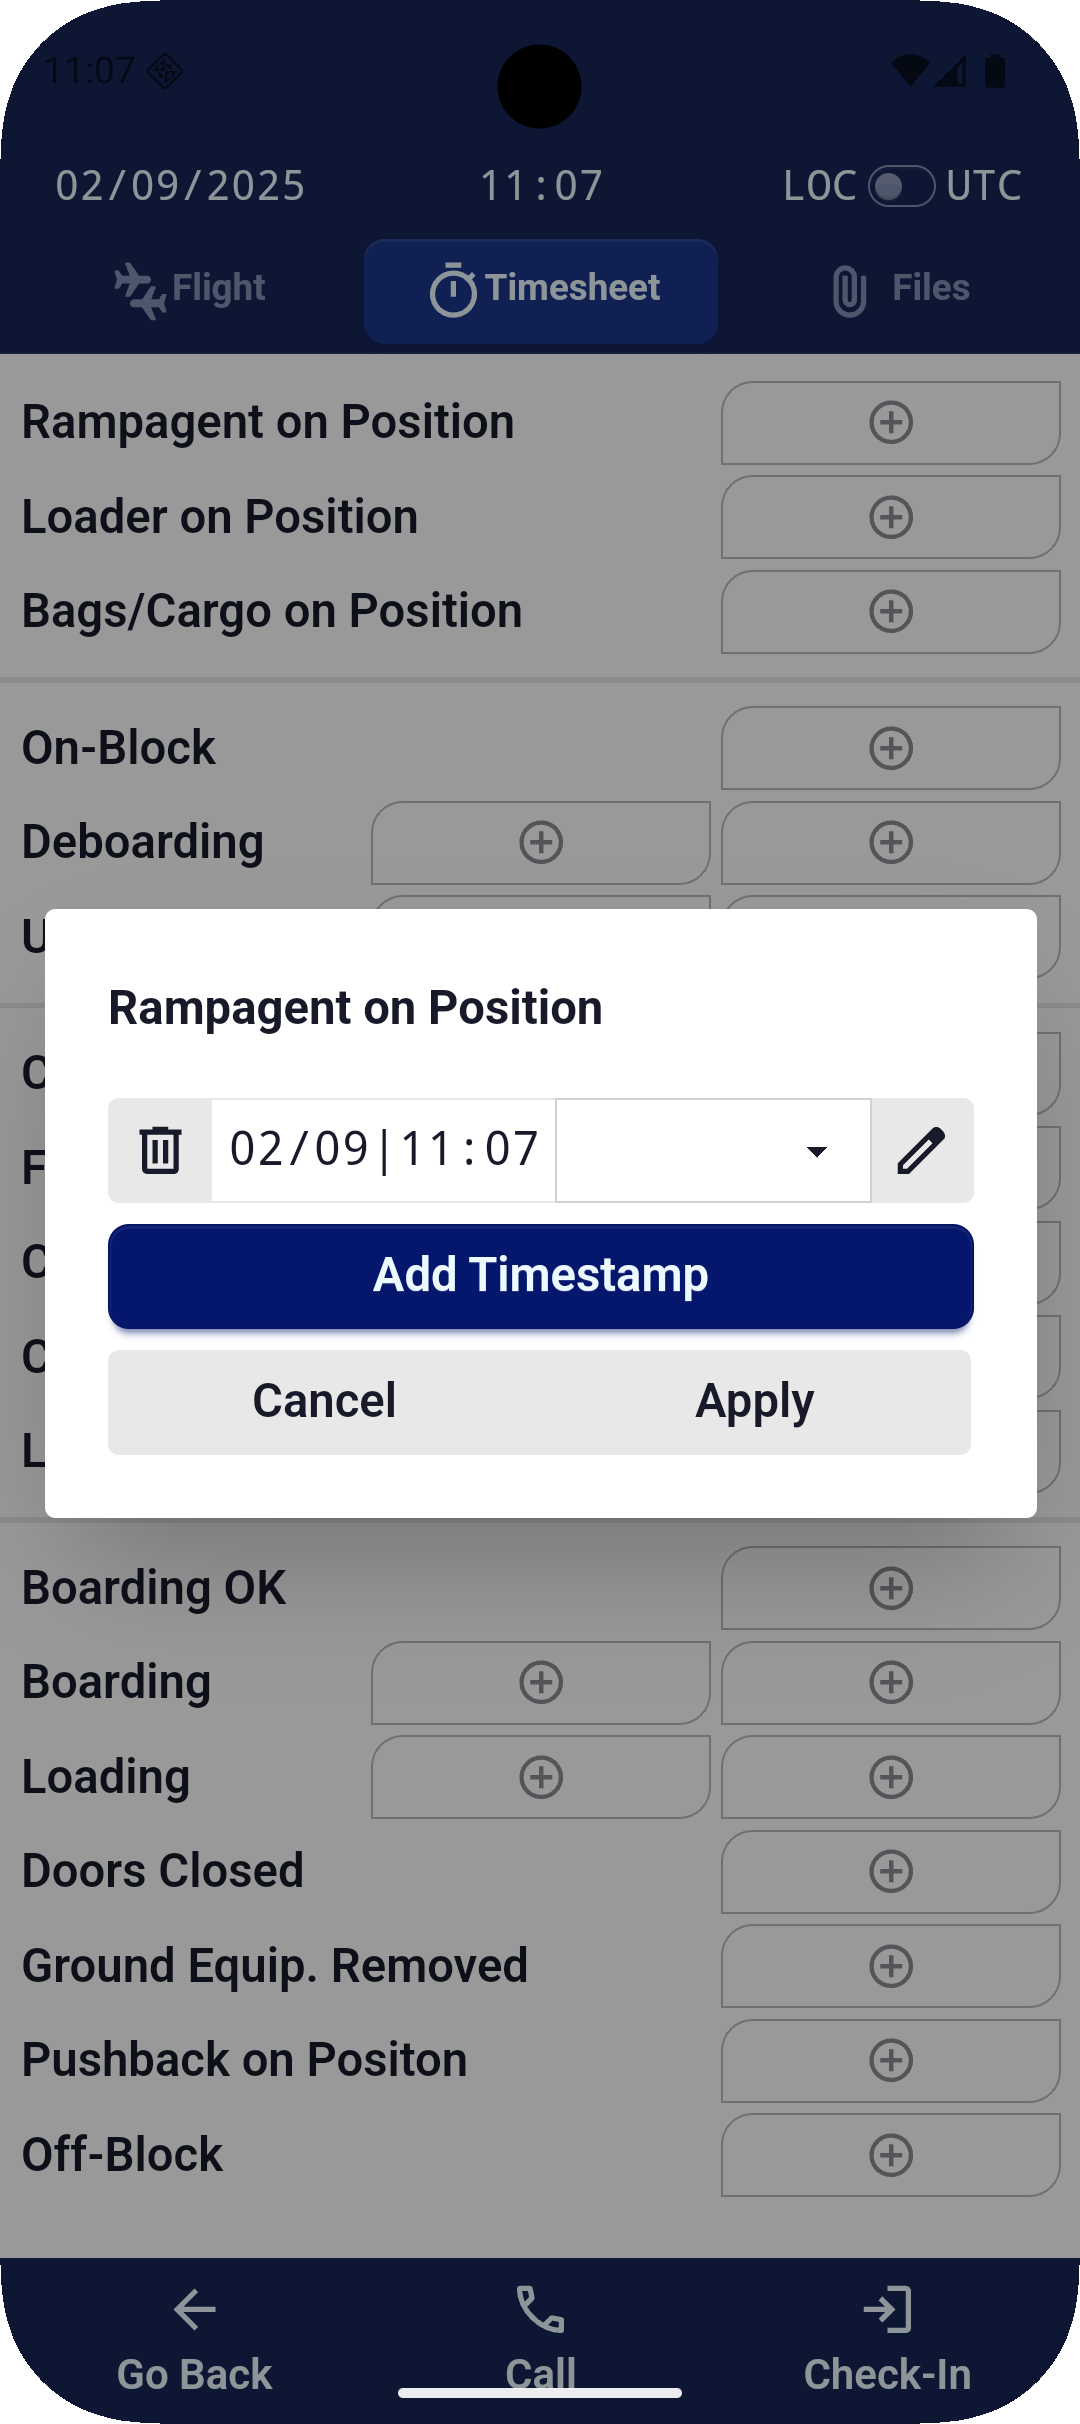 11:07
02/09/2025 11:07 LOC UTC
Flight Timesheet Files
Rampagent on Position
Loader on Position
Bags/Cargo on Position
On-Block
Deboarding
U
Rampagent on Position
C
02/09|11:07
F
Add Timestamp
C
C
Cancel Apply
L
Boarding OK
Boarding
Loading
Doors Closed
Ground Equip. Removed
Pushback on Positon
Off-Block
Go Back Call Check-In